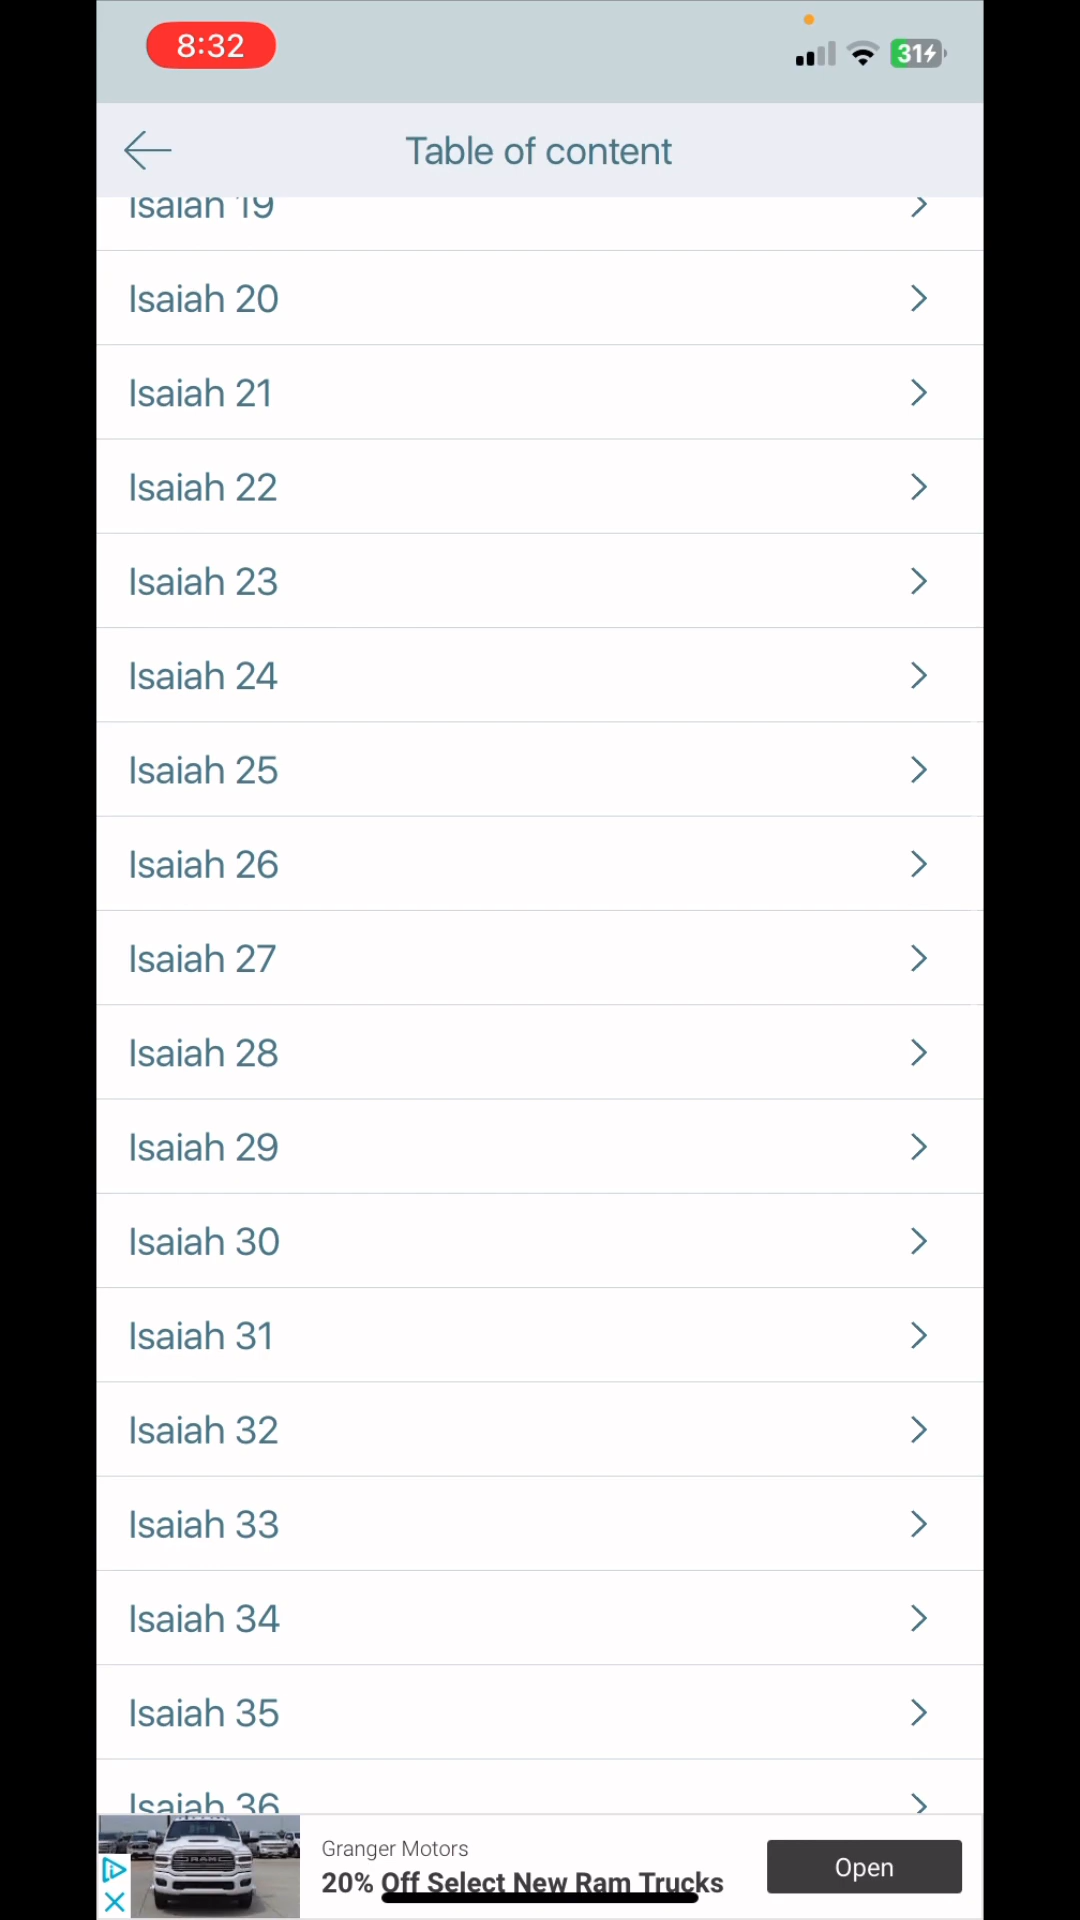 8:32
31
Table of content
Isaiah 19
Isaiah 20
Isaiah 21
Isaiah 22
Isaiah 23
Isaiah 24
Isaiah 25
Isaiah 26
Isaiah 27
Isaiah 28
Isaiah 29
Isaiah 30
Isaiah 31
Isaiah 32
Isaiah 33
Isaiah 34
Isaiah 35
Isaiah 36
Granger Motors
20% Off Select New Ram Trucks
Open
RAM